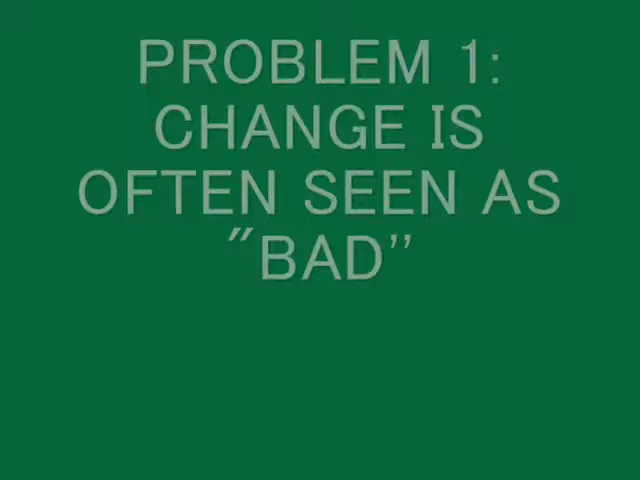 PROBLEM 1:
CHANGE IS
OFTEN SEEN AS
"BAD”